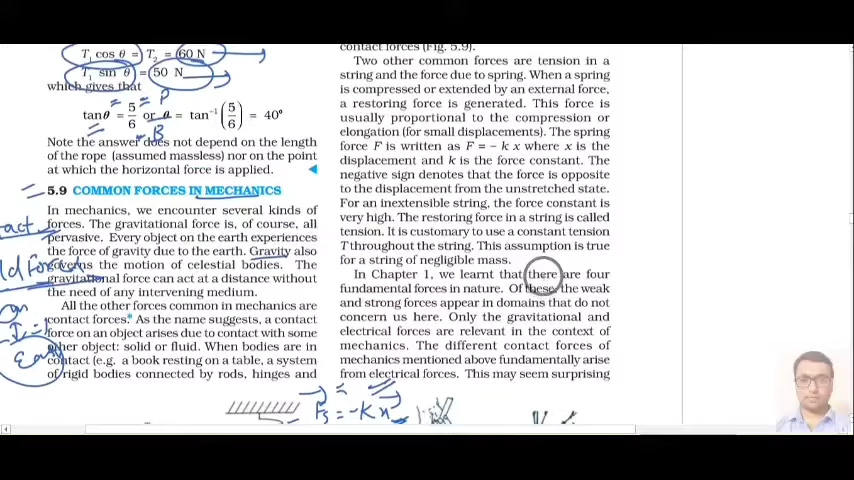 T₁ cos θ = T₂ = 60 N
T₁ sin θ = 50 N
which gives that
= = P
tanθ = 5/6 or θ = tan⁻¹(5/6) = 40°
B
Note the answer does not depend on the length
of the rope (assumed massless) nor on the point
at which the horizontal force is applied.
5.9 COMMON FORCES IN MECHANICS
In mechanics, we encounter several kinds of
forces. The gravitational force is, of course, all
pervasive. Every object on the earth experiences
the force of gravity due to the earth. Gravity also
governs the motion of celestial bodies. The
gravitational force can act at a distance without
the need of any intervening medium.
All the other forces common in mechanics are
contact forces.* As the name suggests, a contact
force on an object arises due to contact with some
other object: solid or fluid. When bodies are in
contact (e.g. a book resting on a table, a system
of rigid bodies connected by rods, hinges and
contact forces (Fig. 5.9).
Two other common forces are tension in a
string and the force due to spring. When a spring
is compressed or extended by an external force,
a restoring force is generated. This force is
usually proportional to the compression or
elongation (for small displacements). The spring
force F is written as F = – k x where x is the
displacement and k is the force constant. The
negative sign denotes that the force is opposite
to the displacement from the unstretched state.
For an inextensible string, the force constant is
very high. The restoring force in a string is called
tension. It is customary to use a constant tension
T throughout the string. This assumption is true
for a string of negligible mass.
In Chapter 1, we learnt that there are four
fundamental forces in nature. Of these, the weak
and strong forces appear in domains that do not
concern us here. Only the gravitational and
electrical forces are relevant in the context of
mechanics. The different contact forces of
mechanics mentioned above fundamentally arise
from electrical forces. This may seem surprising
Fs = -Kx